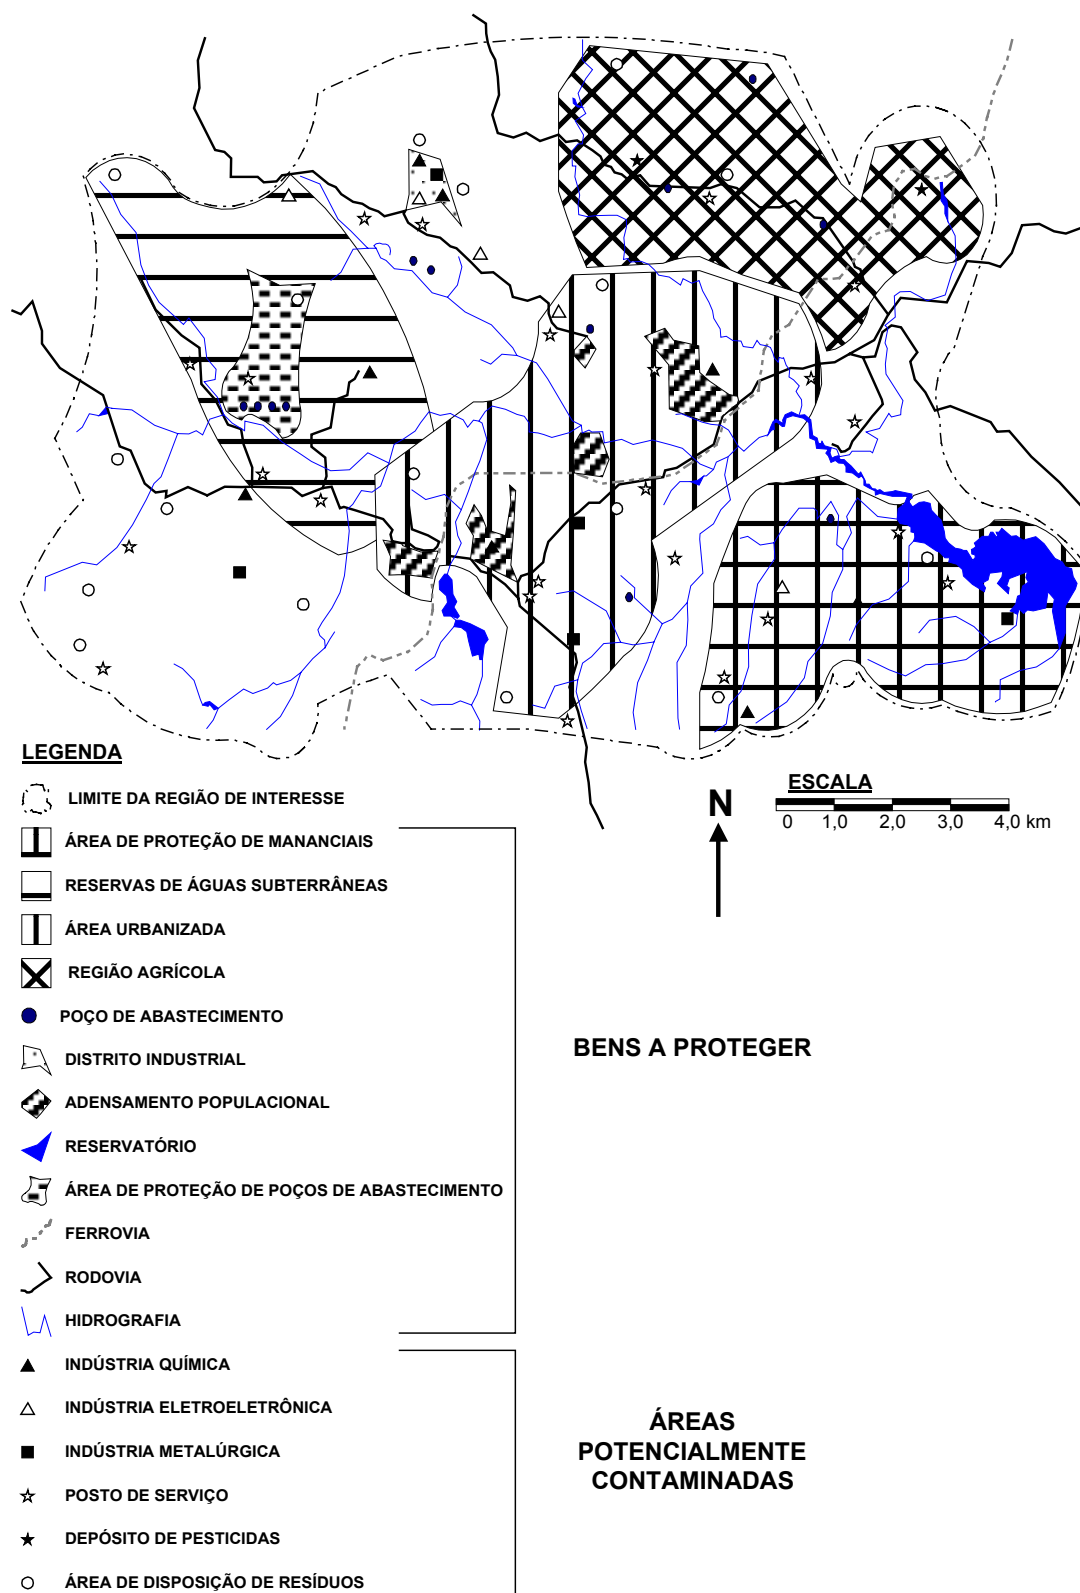 LEGENDA
LIMITE DA REGIÃO DE INTERESSE
ÁREA DE PROTEÇÃO DE MANANCIAIS
RESERVAS DE ÁGUAS SUBTERRÂNEAS
ÁREA URBANIZADA
REGIÃO AGRÍCOLA
POÇO DE ABASTECIMENTO
DISTRITO INDUSTRIAL
ADENSAMENTO POPULACIONAL
RESERVATÓRIO
ÁREA DE PROTEÇÃO DE POÇOS DE ABASTECIMENTO
FERROVIA
RODOVIA
HIDROGRAFIA
INDÚSTRIA QUÍMICA
INDÚSTRIA ELETROELETRÔNICA
INDÚSTRIA METALÚRGICA
POSTO DE SERVIÇO
DEPÓSITO DE PESTICIDAS
ÁREA DE DISPOSIÇÃO DE RESÍDUOS
N
ESCALA
0 1,0 2,0 3,0 4,0 km
BENS A PROTEGER
ÁREAS
POTENCIALMENTE
CONTAMINADAS